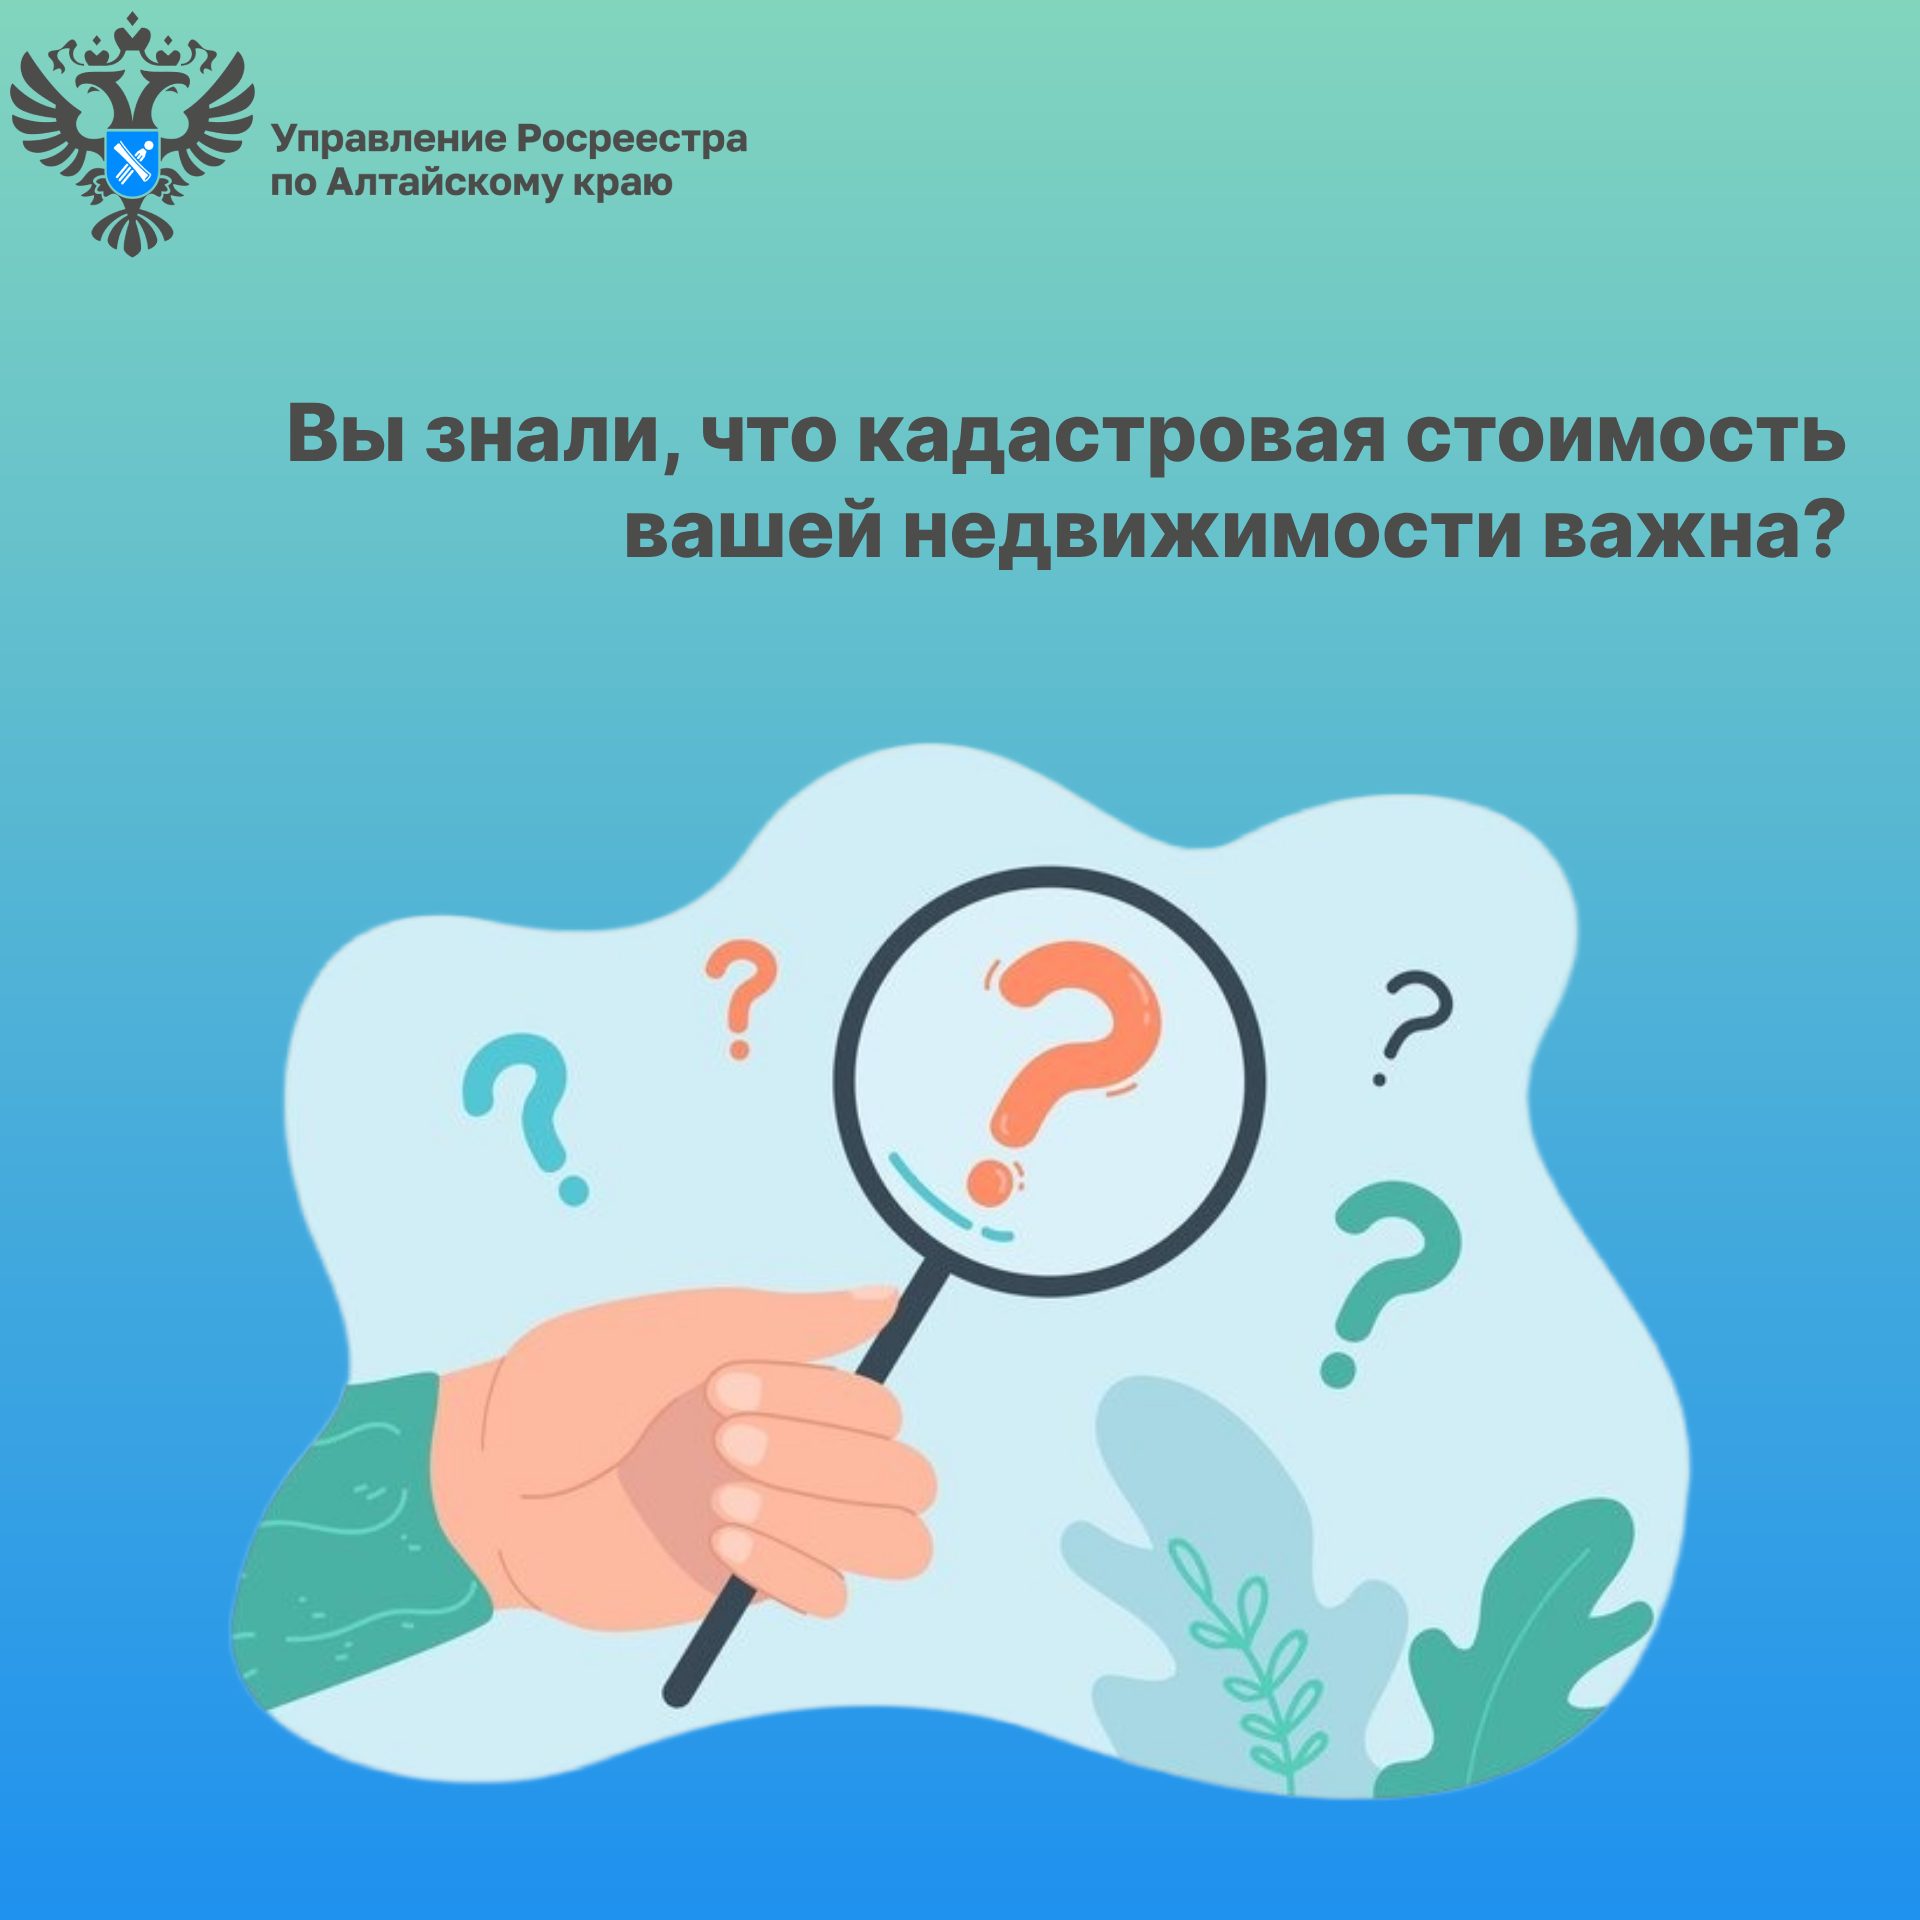 Управление Росреестра
по Алтайскому краю
Вы знали, что кадастровая стоимость
вашей недвижимости важна?